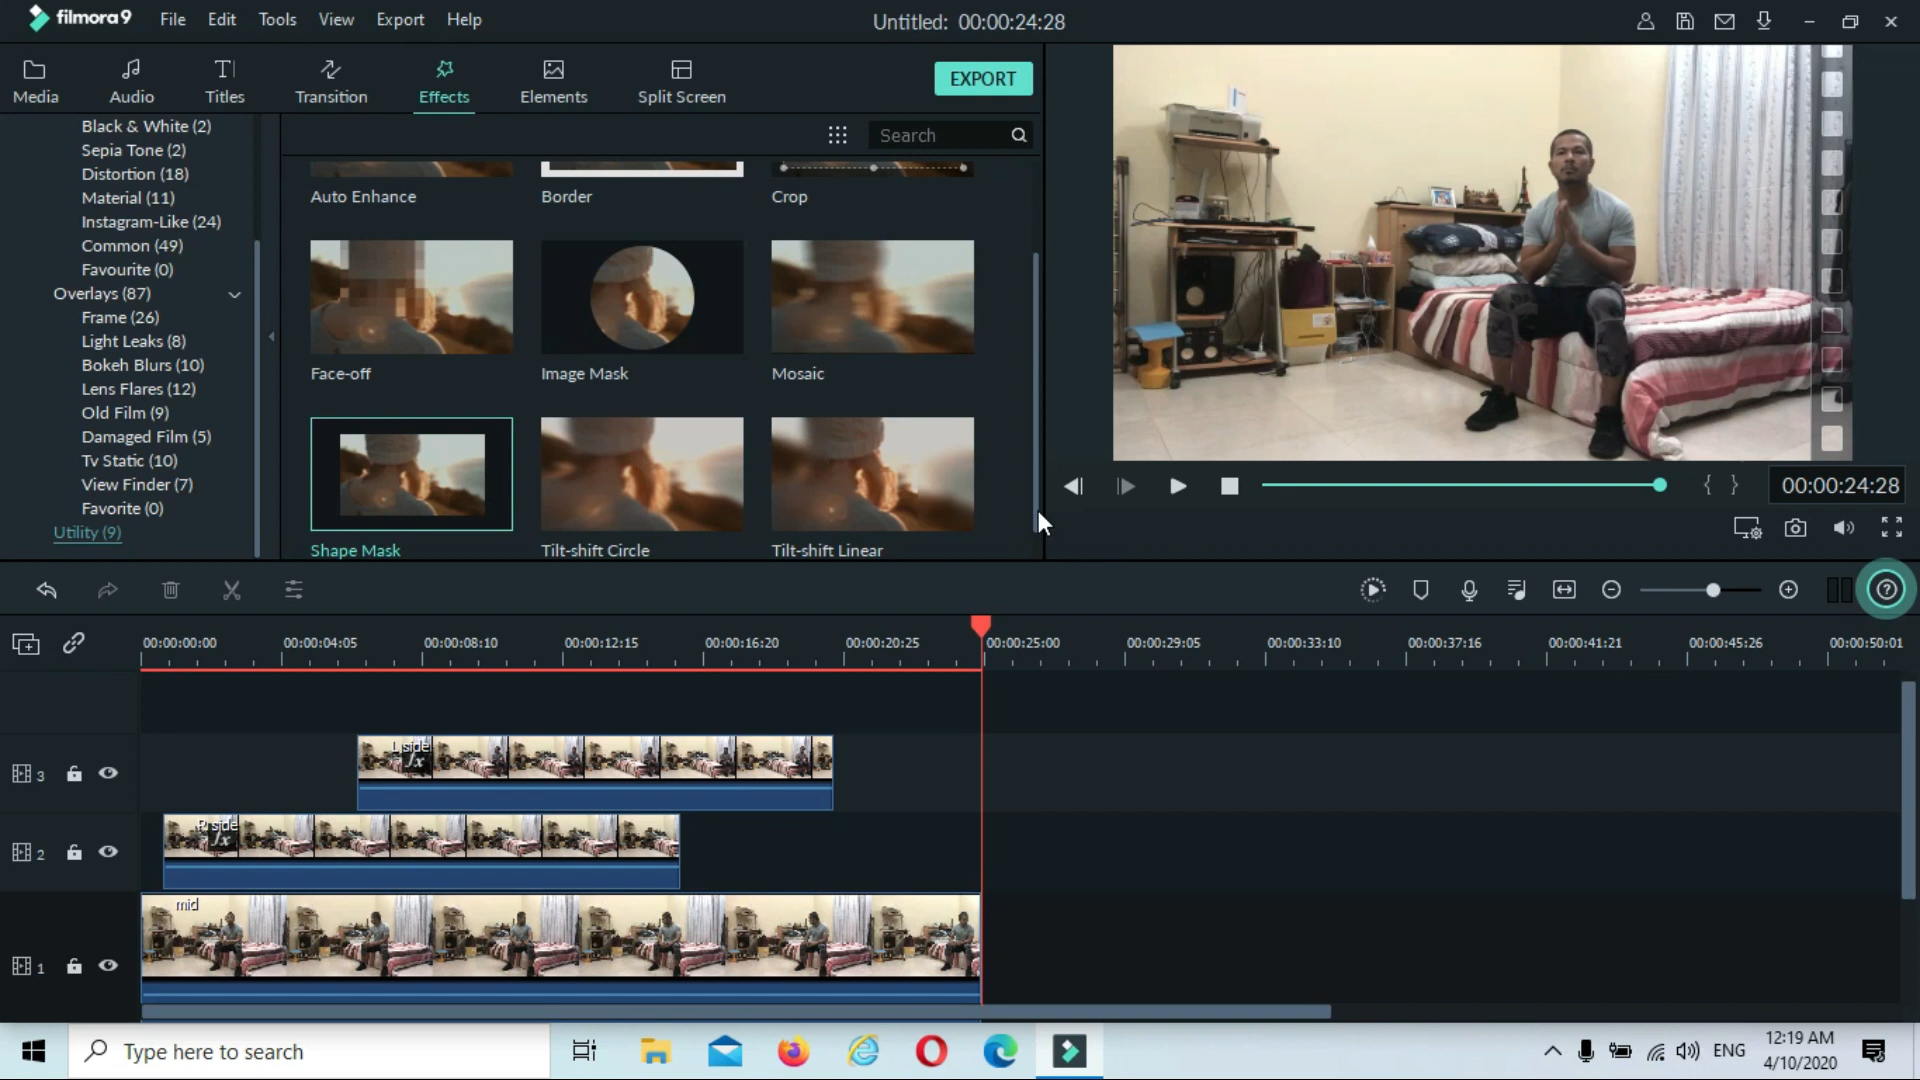 filmora9
File Edit Tools View Export Help
Untitled: 00:00:24:28
Media Audio Titles Transition Effects Elements Split Screen
EXPORT
Black & White (2)
Sepia Tone (2)
Distortion (18)
Material (11)
Instagram-Like (24)
Common (49)
Favourite (0)
Overlays (87)
Frame (26)
Light Leaks (8)
Bokeh Blurs (10)
Lens Flares (12)
Old Film (9)
Damaged Film (5)
Tv Static (10)
View Finder (7)
Favorite (0)
Utility (9)
Search
Auto Enhance Border Crop
Face-off Image Mask Mosaic
Shape Mask Tilt-shift Circle Tilt-shift Linear
00:00:24:28
00:00:00:00 00:00:04:05 00:00:08:10 00:00:12:15 00:00:16:20 00:00:20:25 00:00:25:00 00:00:29:05 00:00:33:10 00:00:37:16 00:00:41:21 00:00:45:26 00:00:50:01
3
L side
fx
2
R side
fx
1
mid
Type here to search
ENG
12:19 AM
4/10/2020